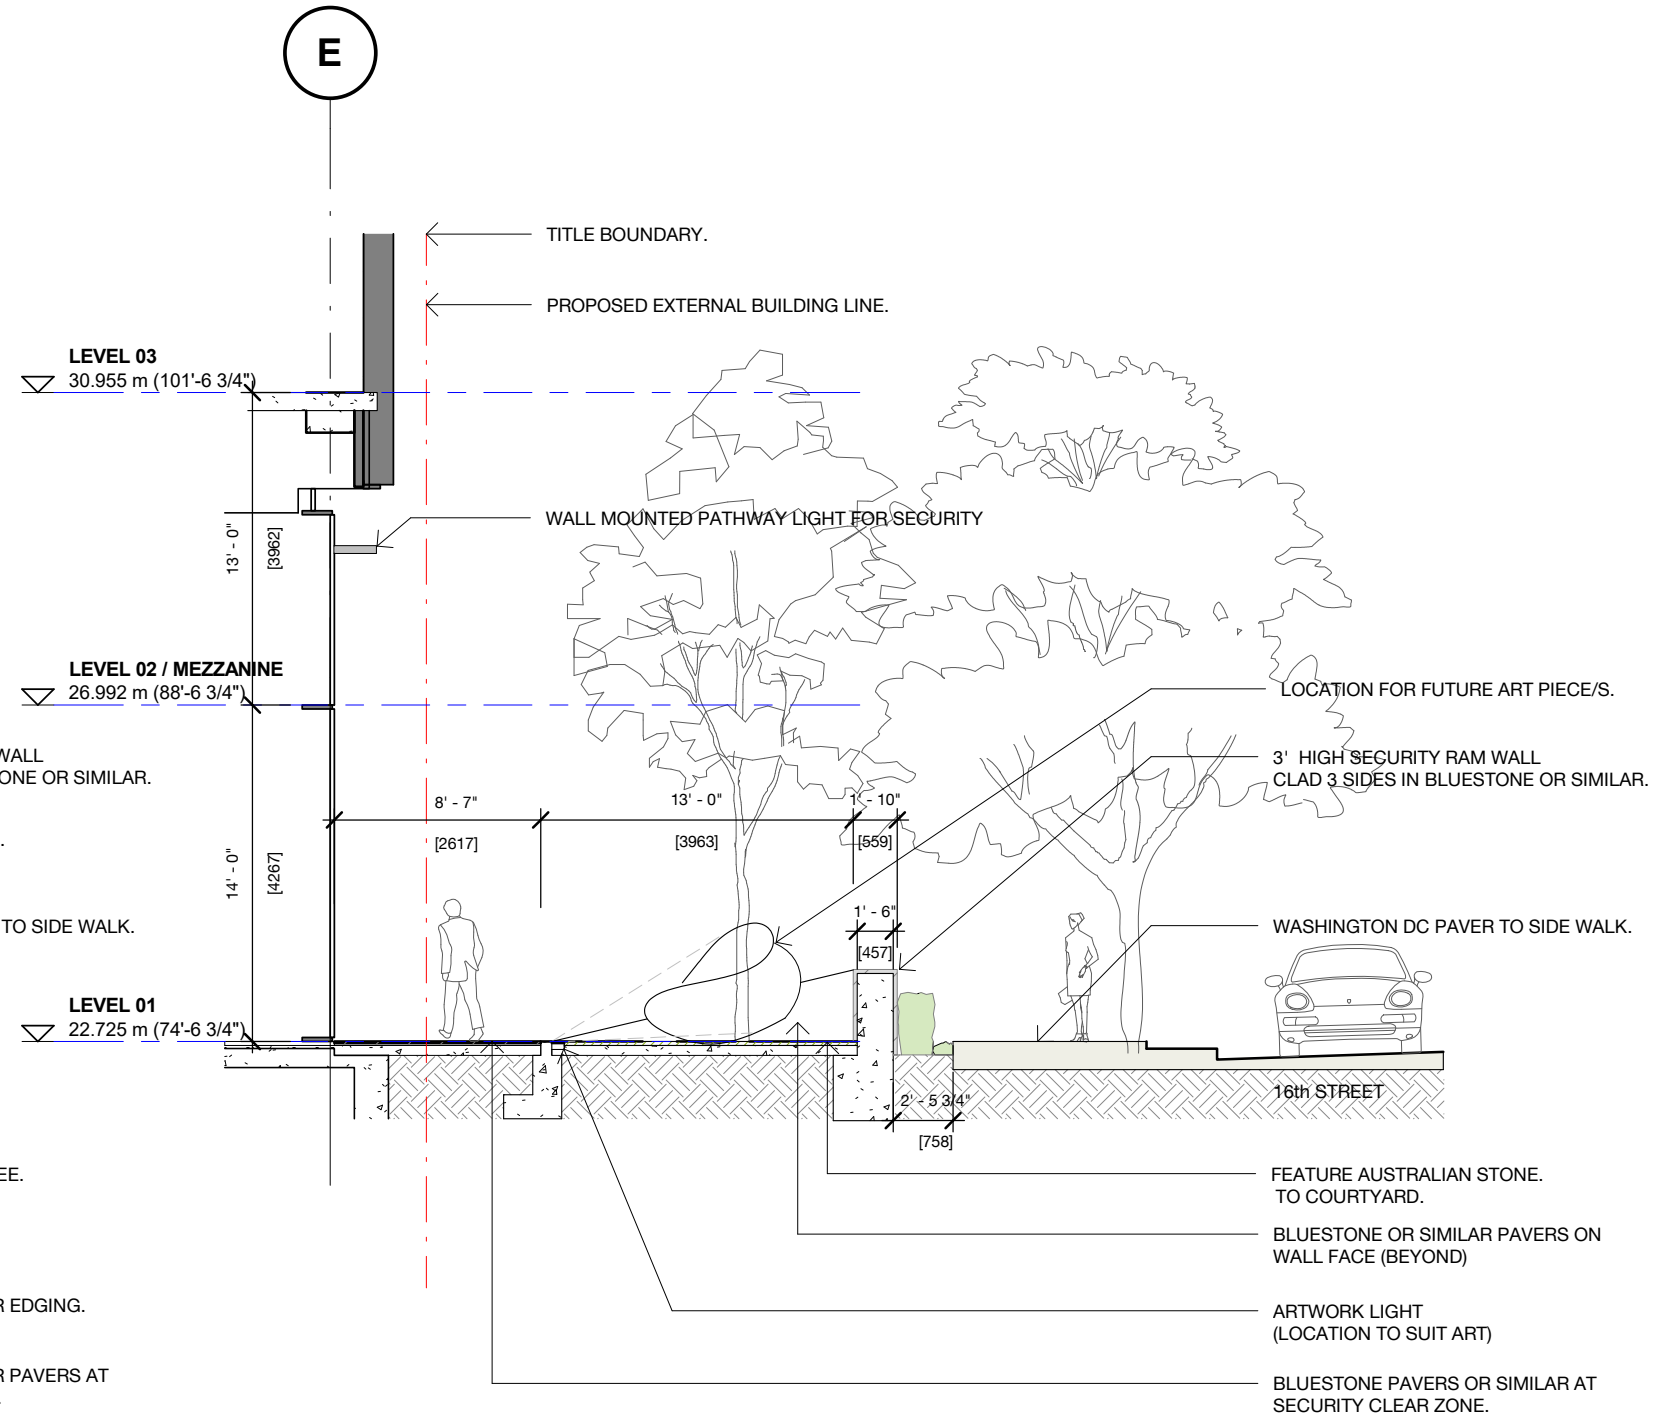 E
TITLE BOUNDARY.
PROPOSED EXTERNAL BUILDING LINE.
LEVEL 03
30.955 m (101'-6 3/4")
WALL MOUNTED PATHWAY LIGHT FOR SECURITY
13' - 0"
[3962]
LEVEL 02 / MEZZANINE
26.992 m (88'-6 3/4")
LOCATION FOR FUTURE ART PIECE/S.
WALL
ONE OR SIMILAR.
3' HIGH SECURITY RAM WALL
CLAD 3 SIDES IN BLUESTONE OR SIMILAR.
8' - 7"
13' - 0"
1' - 10"
[2617]
[3963]
[559]
14' - 0"
[4267]
1' - 6"
[457]
TO SIDE WALK.
WASHINGTON DC PAVER TO SIDE WALK.
LEVEL 01
22.725 m (74'-6 3/4")
16th STREET
2' - 5 3/4"
[758]
EE.
FEATURE AUSTRALIAN STONE.
TO COURTYARD.
BLUESTONE OR SIMILAR PAVERS ON
WALL FACE (BEYOND)
R EDGING.
ARTWORK LIGHT
(LOCATION TO SUIT ART)
R PAVERS AT
BLUESTONE PAVERS OR SIMILAR AT
SECURITY CLEAR ZONE.